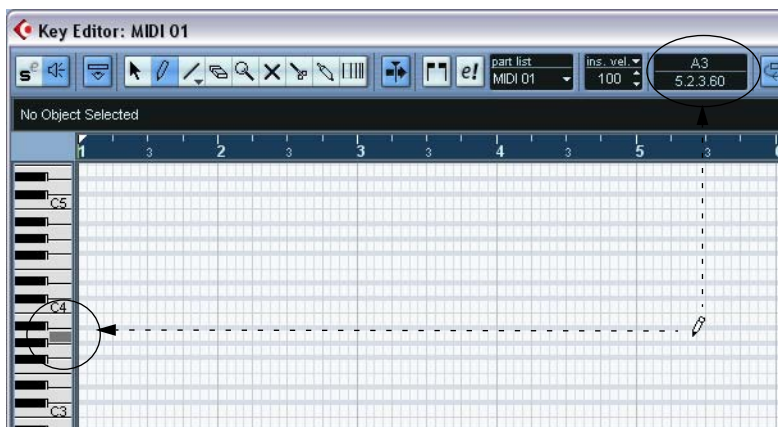 Key Editor: MIDI 01
se e! part list MIDI 01 ins. vel. 100 A3 5.2.3.60
No Object Selected
1 3 2 3 3 3 4 3 5 3
C5
C4
C3